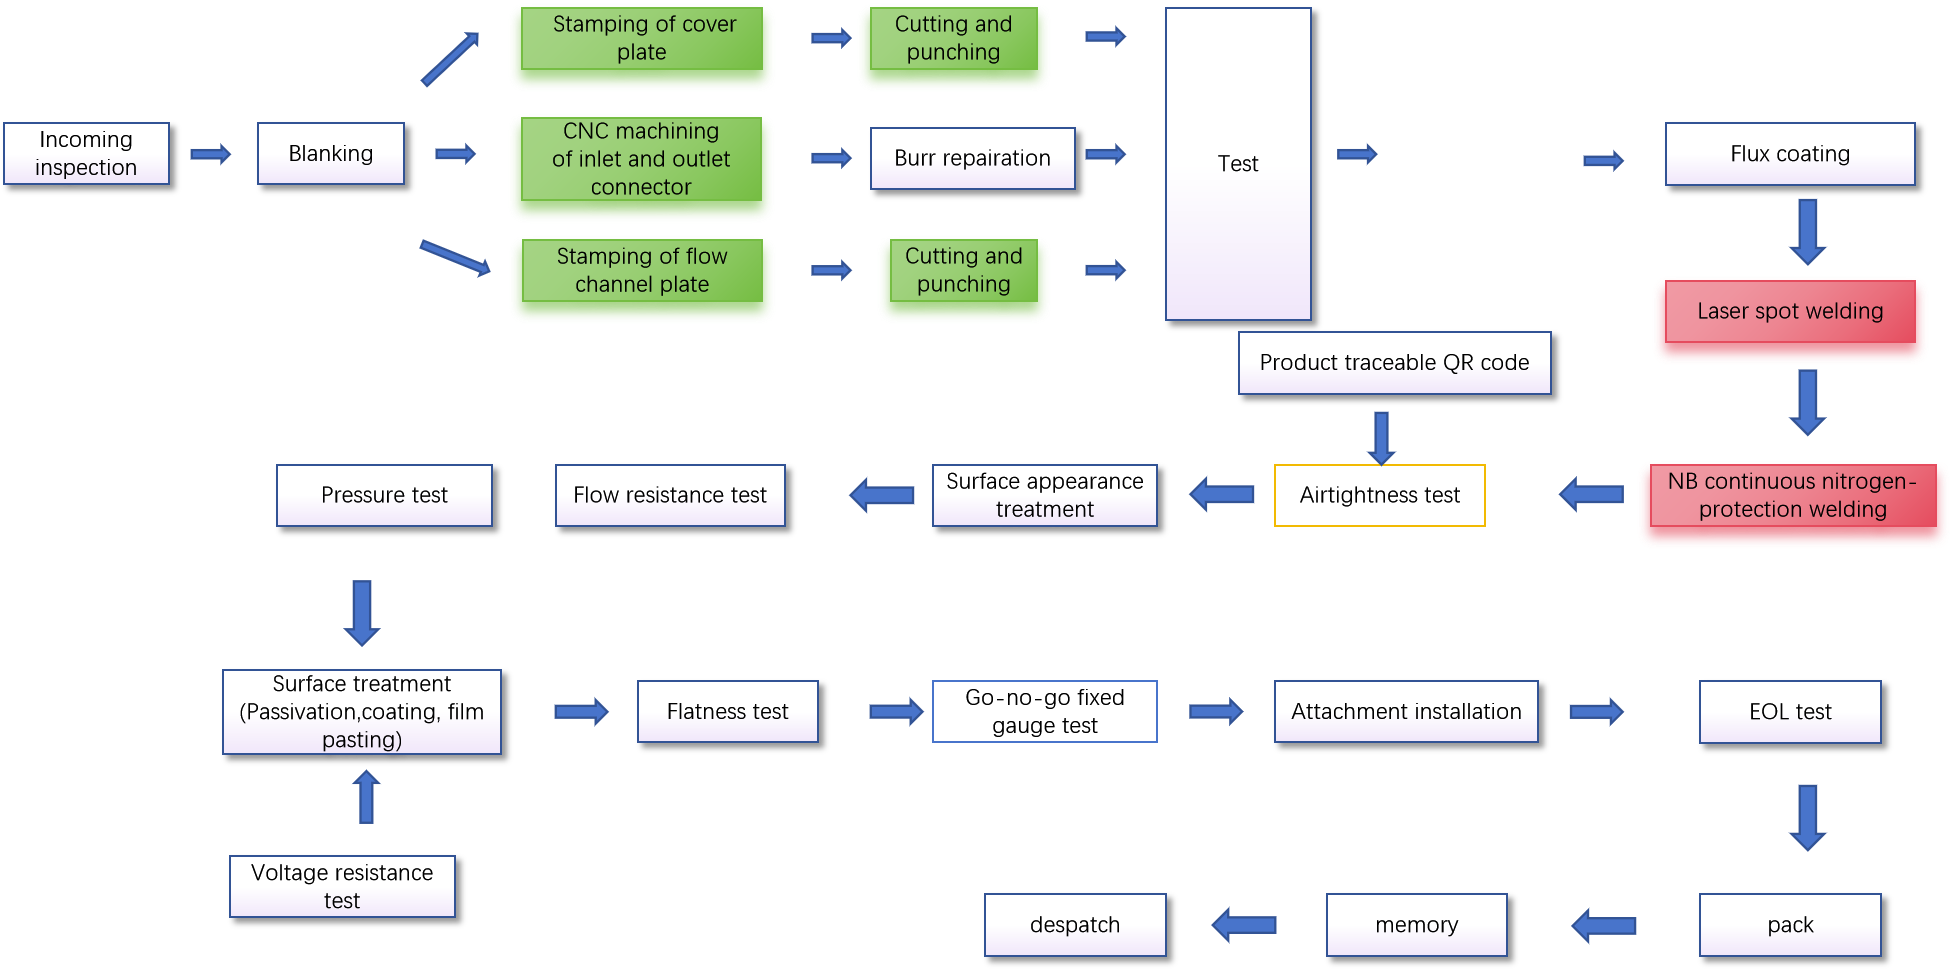 Stamping of cover
plate
Cutting and
punching
Incoming
inspection
Blanking
CNC machining
of inlet and outlet
connector
Burr repairation
Test
Flux coating
Stamping of flow
channel plate
Cutting and
punching
Laser spot welding
Product traceable QR code
Pressure test
Flow resistance test
Surface appearance
treatment
Airtightness test
NB continuous nitrogen-
protection welding
Surface treatment
(Passivation,coating, film
pasting)
Flatness test
Go-no-go fixed
gauge test
Attachment installation
EOL test
Voltage resistance
test
despatch
memory
pack